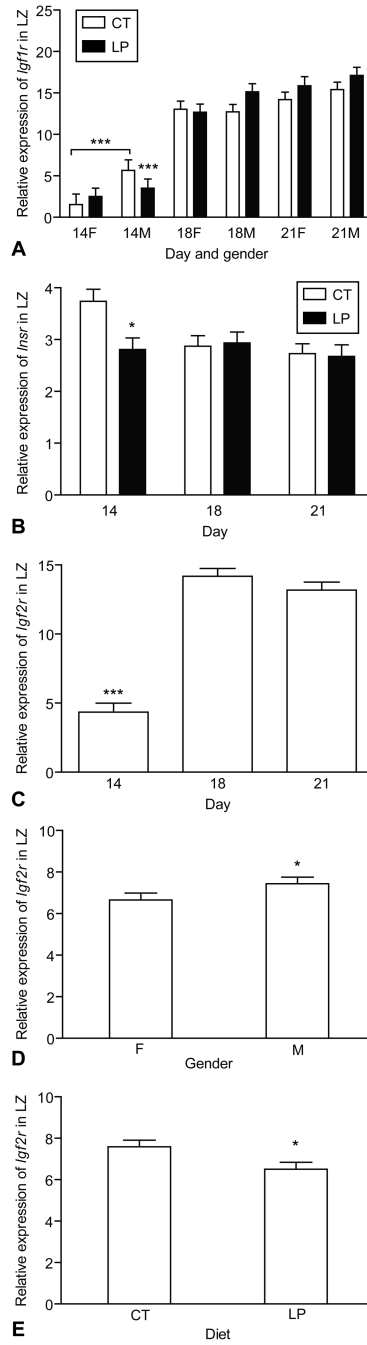 Relative expression of Igf1r in LZ
25
20
15
10
5
0
CT
LP
***
***
14F 14M 18F 18M 21F 21M
Day and gender
A
Relative expression of Insr in LZ
4
3
2
1
0
CT
LP
*
14 18 21
Day
B
Relative expression of Igf2r in LZ
15
10
5
0
***
14 18 21
Day
C
Relative expression of Igf2r in LZ
10
8
6
4
2
0
*
F M
Gender
D
Relative expression of Igf2r in LZ
10
8
6
4
2
0
*
CT LP
Diet
E